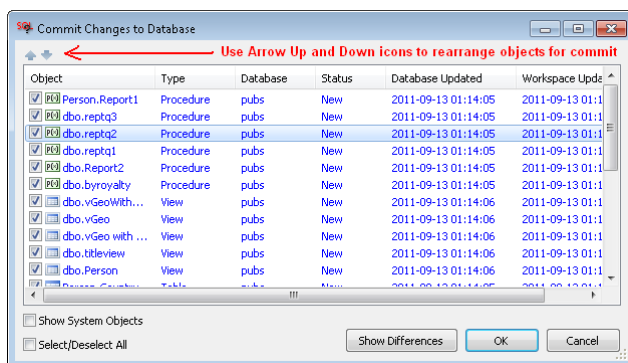 SQL Commit Changes to Database
Use Arrow Up and Down icons to rearrange objects for commit
Object Type Database Status Database Updated Workspace Upda
P(x) Person.Report1 Procedure pubs New 2011-09-13 01:14:05 2011-09-13 01:1
P(x) dbo.reptq3 Procedure pubs New 2011-09-13 01:14:05 2011-09-13 01:1
P(x) dbo.reptq2 Procedure pubs New 2011-09-13 01:14:05 2011-09-13 01:1
P(x) dbo.reptq1 Procedure pubs New 2011-09-13 01:14:05 2011-09-13 01:1
P(x) dbo.Report2 Procedure pubs New 2011-09-13 01:14:05 2011-09-13 01:1
P(x) dbo.byroyalty Procedure pubs New 2011-09-13 01:14:05 2011-09-13 01:1
dbo.vGeoWith... View pubs New 2011-09-13 01:14:06 2011-09-13 01:1
dbo.vGeo View pubs New 2011-09-13 01:14:06 2011-09-13 01:1
dbo.vGeo with ... View pubs New 2011-09-13 01:14:06 2011-09-13 01:1
dbo.titleview View pubs New 2011-09-13 01:14:06 2011-09-13 01:1
dbo.Person View pubs New 2011-09-13 01:14:06 2011-09-13 01:1
Person.Country Table pubs New
Show System Objects
Select/Deselect All
Show Differences OK Cancel